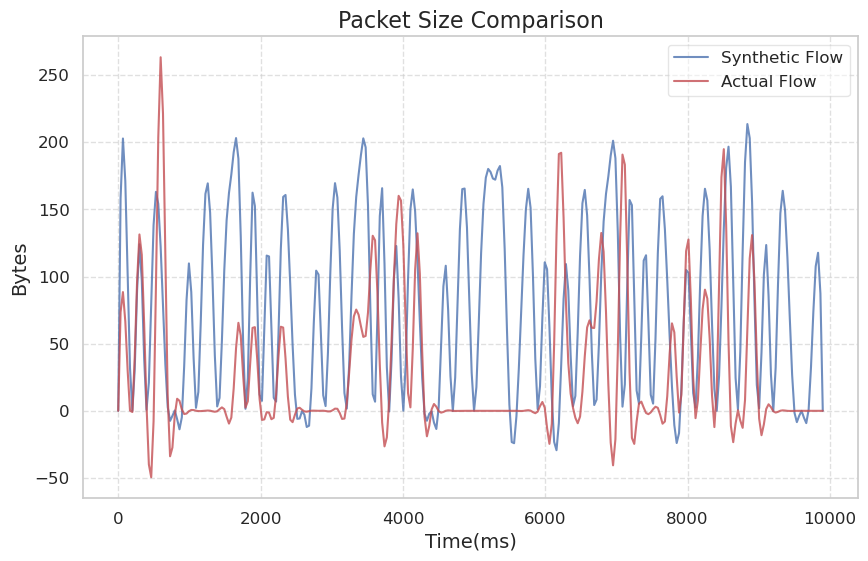 Packet Size Comparison
Synthetic Flow
Actual Flow
250
200
150
100
50
0
−50
Bytes
0 2000 4000 6000 8000 10000
Time(ms)